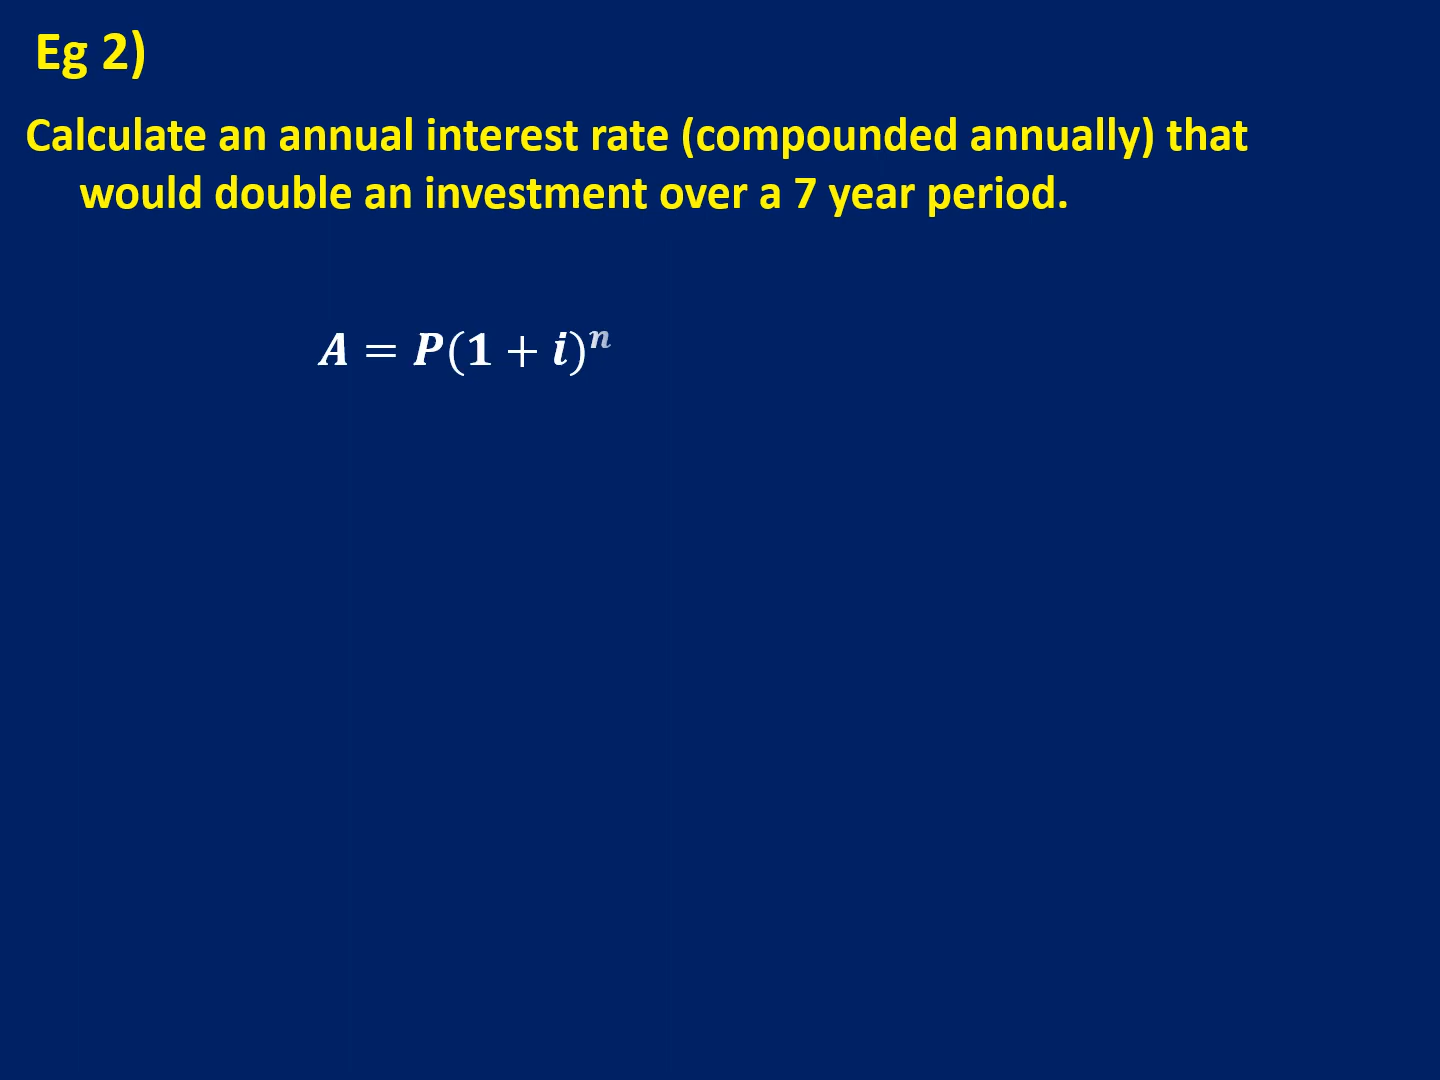 Eg 2)
Calculate an annual interest rate (compounded annually) that
would double an investment over a 7 year period.
A = P(1 + i)ⁿ